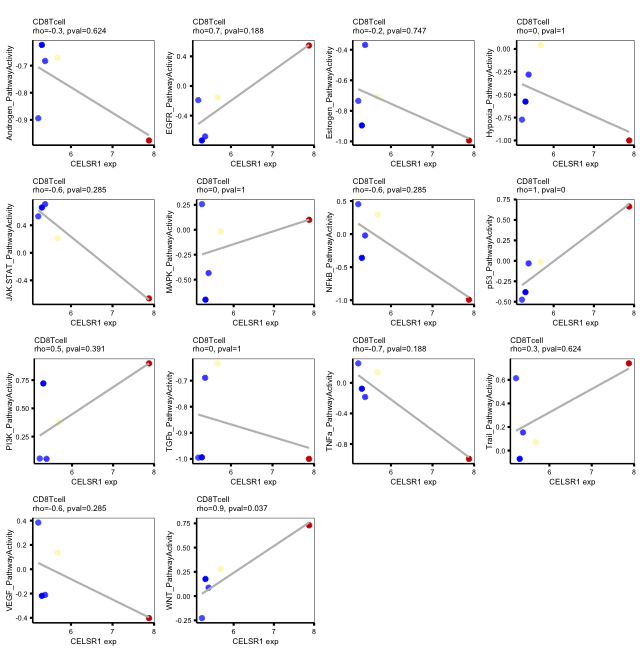 CD8Tcell
rho=-0.3, pval=0.624
Androgen_PathwayActivity
-0.7
-0.8
-0.9
6
7
8
CELSR1 exp
CD8Tcell
rho=0.7, pval=0.188
EGFR_PathwayActivity
0.4
0.0
-0.4
6
7
8
CELSR1 exp
CD8Tcell
rho=-0.2, pval=0.747
Estrogen_PathwayActivity
-0.4
-0.6
-0.8
-1.0
6
7
8
CELSR1 exp
CD8Tcell
rho=0, pval=1
Hypoxia_PathwayActivity
0.00
-0.25
-0.50
-0.75
-1.00
6
7
8
CELSR1 exp
CD8Tcell
rho=-0.6, pval=0.285
JAK-STAT_PathwayActivity
0.4
0.0
-0.4
6
7
8
CELSR1 exp
CD8Tcell
rho=0, pval=1
MAPK_PathwayActivity
0.25
0.00
-0.25
-0.50
6
7
8
CELSR1 exp
CD8Tcell
rho=-0.6, pval=0.285
NFkB_PathwayActivity
0.5
0.0
-0.5
-1.0
6
7
8
CELSR1 exp
CD8Tcell
rho=1, pval=0
p53_PathwayActivity
0.75
0.50
0.25
0.00
-0.25
-0.50
6
7
8
CELSR1 exp
CD8Tcell
rho=0.5, pval=0.391
PI3K_PathwayActivity
0.75
0.50
0.25
6
7
8
CELSR1 exp
CD8Tcell
rho=0, pval=1
TGFb_PathwayActivity
-0.7
-0.8
-0.9
-1.0
6
7
8
CELSR1 exp
CD8Tcell
rho=-0.7, pval=0.188
TNFa_PathwayActivity
0.0
-0.4
-0.8
6
7
8
CELSR1 exp
CD8Tcell
rho=0.3, pval=0.624
Trail_PathwayActivity
0.6
0.4
0.2
0.0
6
7
8
CELSR1 exp
CD8Tcell
rho=-0.6, pval=0.285
VEGF_PathwayActivity
0.4
0.2
0.0
-0.2
-0.4
6
7
8
CELSR1 exp
CD8Tcell
rho=0.9, pval=0.037
WNT_PathwayActivity
0.75
0.50
0.25
0.00
-0.25
6
7
8
CELSR1 exp